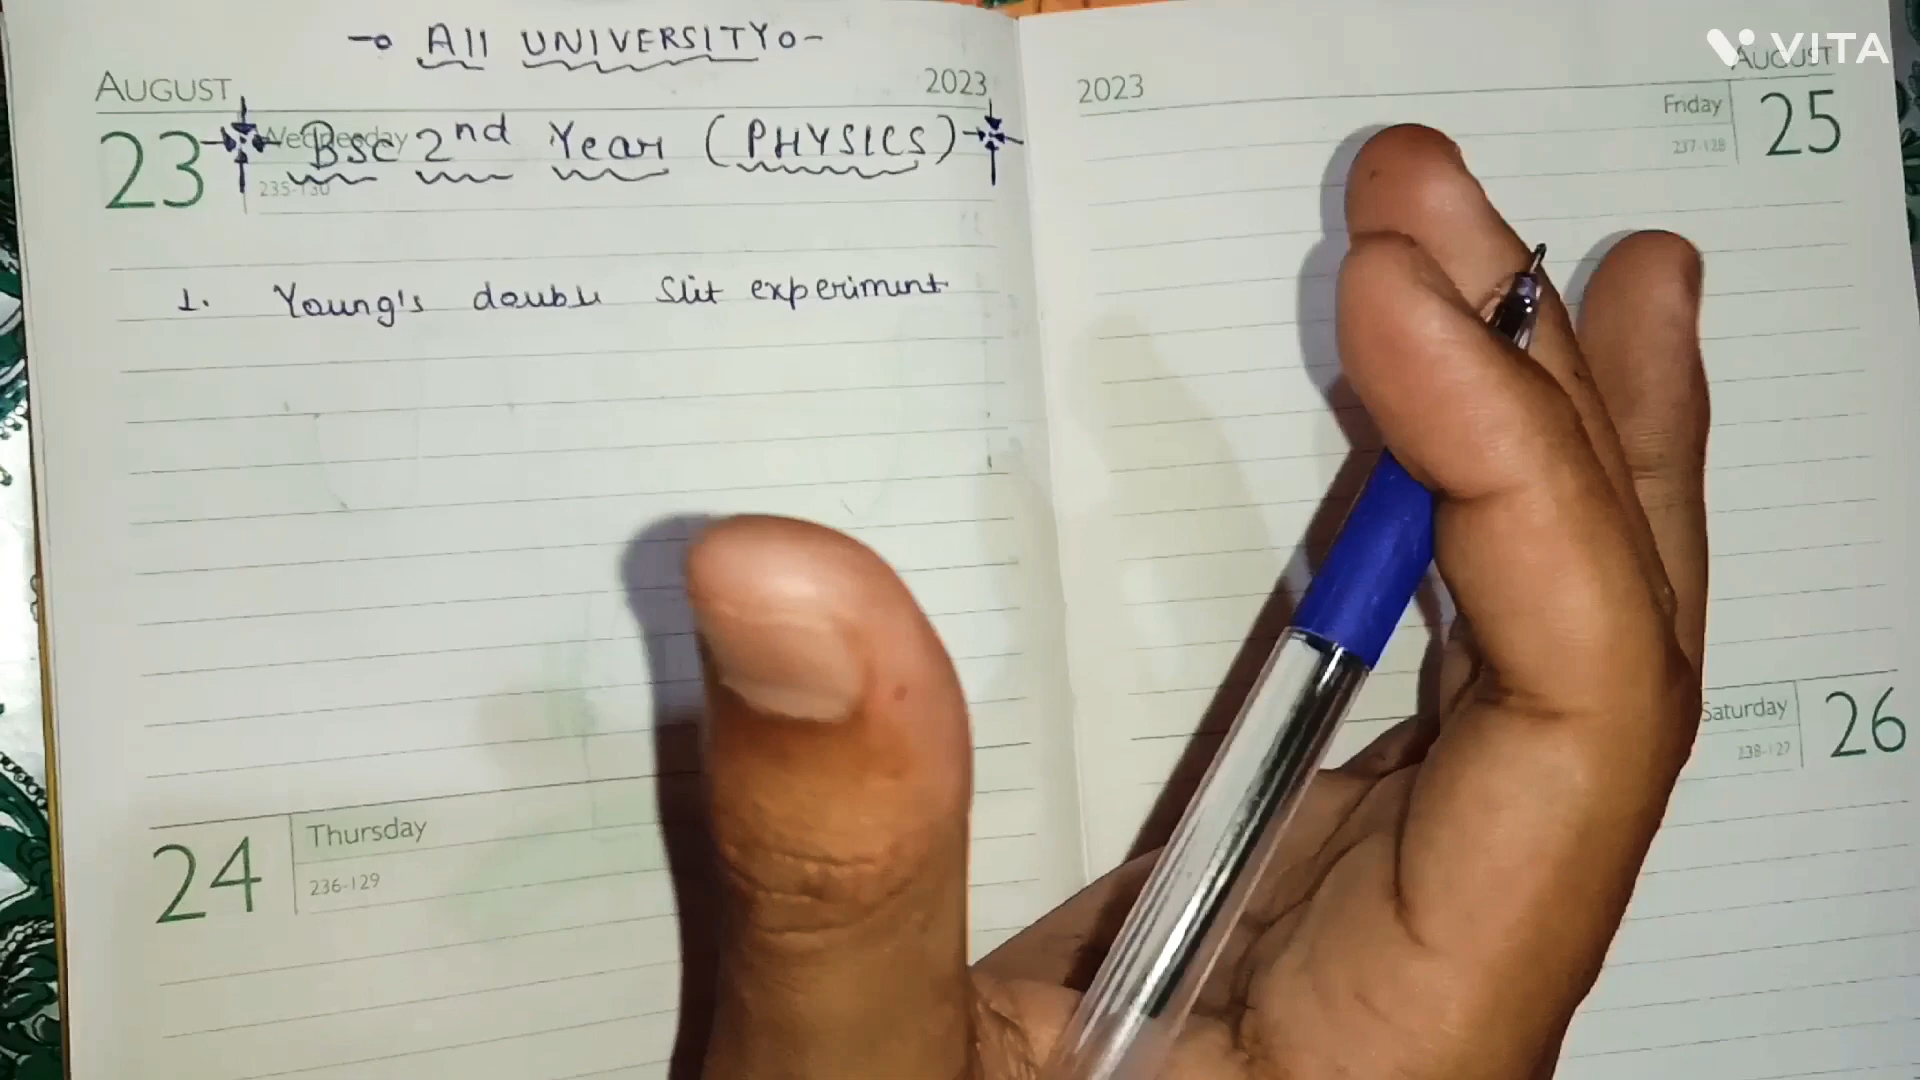 -o All UNIVERSITY o-
AUGUST 2023
23 Wednesday
Bsc 2nd Year (PHYSICS)
235-130
1. Young's double slit experiment
24 Thursday
236-129
VITA
2023 AUGUST
Friday 25
237-128
Saturday 26
238-127